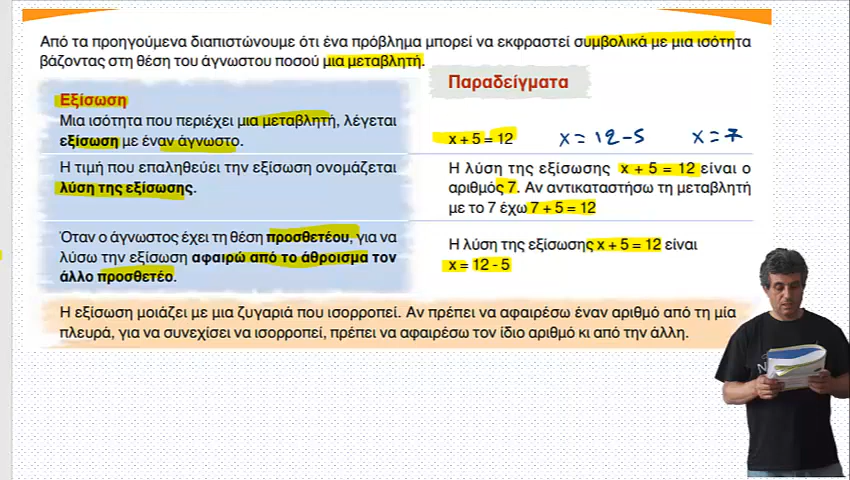 Από τα προηγούμενα διαπιστώνουμε ότι ένα πρόβλημα μπορεί να εκφραστεί συμβολικά με μια ισότητα
βάζοντας στη θέση του άγνωστου ποσού μια μεταβλητή.
Παραδείγματα
Εξίσωση
Μια ισότητα που περιέχει μια μεταβλητή, λέγεται
εξίσωση με έναν άγνωστο.
x + 5 = 12 x = 12 - 5 x = 7
Η τιμή που επαληθεύει την εξίσωση ονομάζεται
λύση της εξίσωσης.
Η λύση της εξίσωσης x + 5 = 12 είναι ο
αριθμός 7. Αν αντικαταστήσω τη μεταβλητή
με το 7 έχω 7 + 5 = 12
Όταν ο άγνωστος έχει τη θέση προσθετέου, για να
λύσω την εξίσωση αφαιρώ από το άθροισμα τον
άλλο προσθετέο.
Η λύση της εξίσωσης x + 5 = 12 είναι
x = 12 - 5
Η εξίσωση μοιάζει με μια ζυγαριά που ισορροπεί. Αν πρέπει να αφαιρέσω έναν αριθμό από τη μία
πλευρά, για να συνεχίσει να ισορροπεί, πρέπει να αφαιρέσω τον ίδιο αριθμό κι από την άλλη.